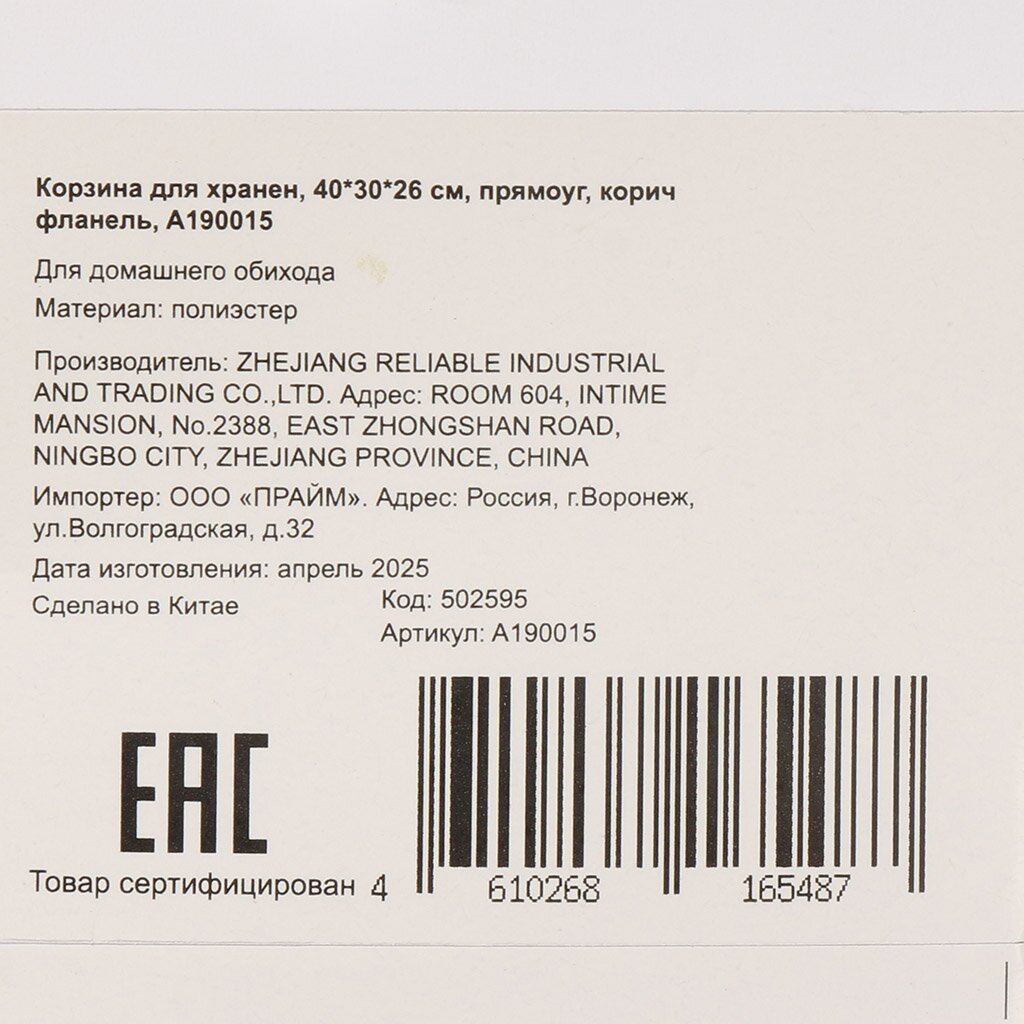 Корзина для хранен, 40*30*26 см, прямоуг, корич
фланель, А190015
Для домашнего обихода
Материал: полиэстер
Производитель: ZHEJIANG RELIABLE INDUSTRIAL
AND TRADING CO.,LTD. Адрес: ROOM 604, INTIME
MANSION, No.2388, EAST ZHONGSHAN ROAD,
NINGBO CITY, ZHEJIANG PROVINCE, CHINA
Импортер: ООО «ПРАЙМ». Адрес: Россия, г.Воронеж,
ул.Волгоградская, д.32
Дата изготовления: апрель 2025
Сделано в Китае
Код: 502595
Артикул: А190015
ЕАС
Товар сертифицирован
4 610268 165487